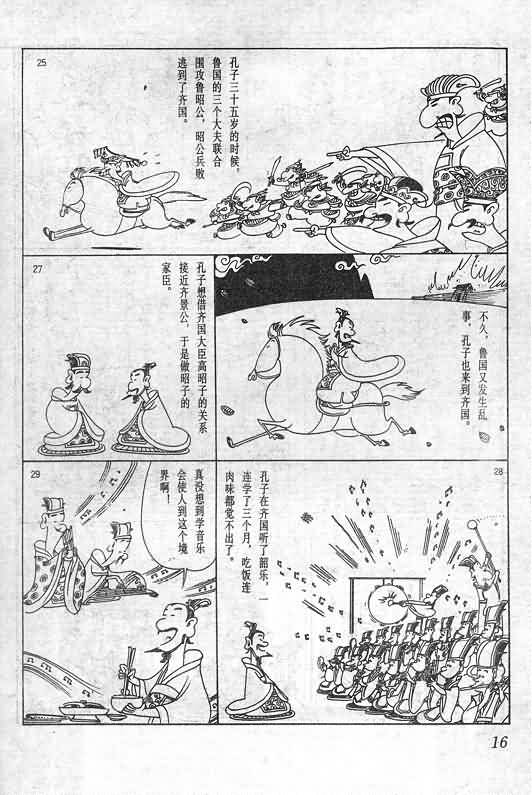 25
孔子三十五岁的时候，
鲁国的三个大夫联合
围攻鲁昭公，昭公兵败
逃到了齐国。
不久，鲁国又发生乱
事，孔子也来到齐国。
27
孔子想借齐国大臣高昭子的关系
接近齐景公，于是做昭子的
家臣。
28
孔子在齐国听了韶乐，一
连学了三个月，吃饭连
肉味都觉不出了。
29
真没想到学音乐
会使人到这个境
界啊！
16